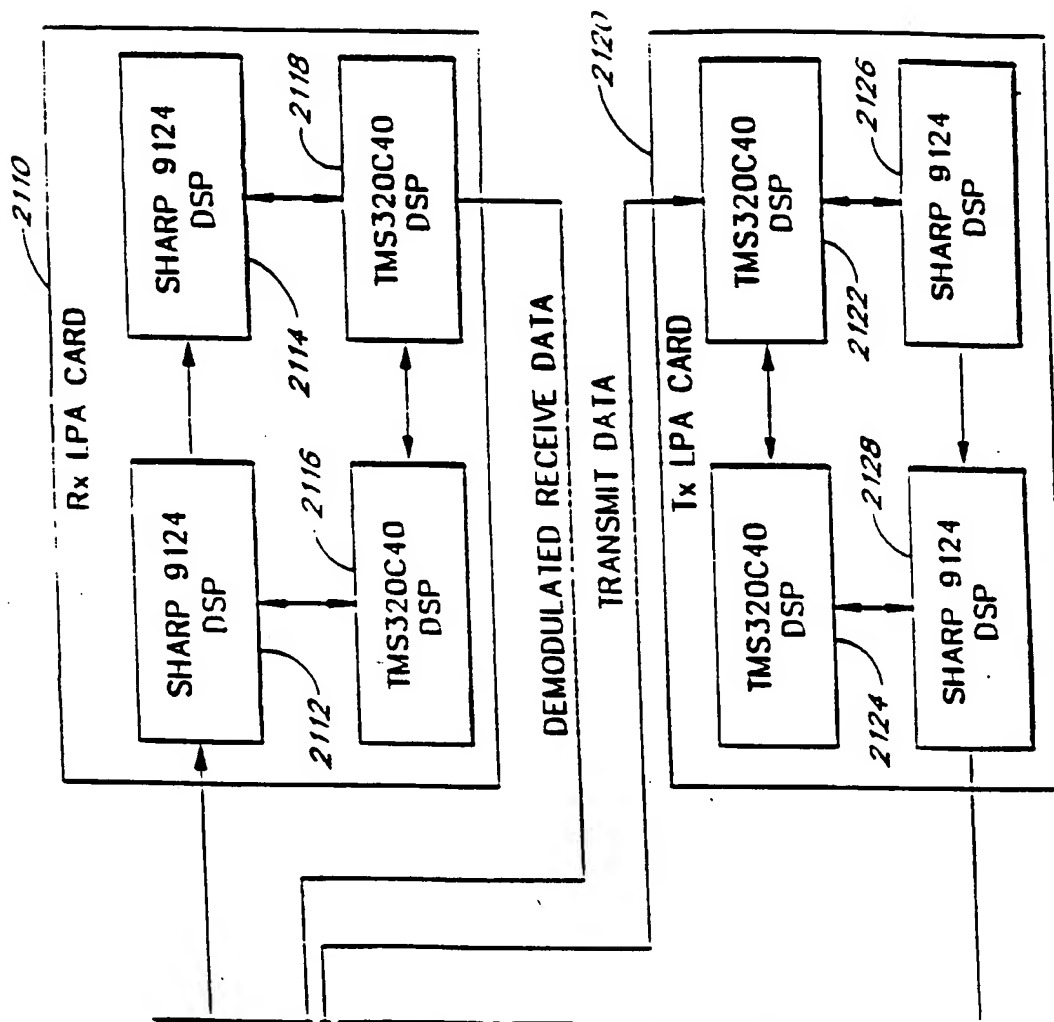 2110
Rx LPA CARD
SHARP 9124
DSP
2112
SHARP 9124
DSP
2114
TMS320C40
DSP
2116
TMS320C40
DSP
2118
DEMODULATED RECEIVE DATA
TRANSMIT DATA
2120
Tx LPA CARD
TMS320C40
DSP
2124
TMS320C40
DSP
2122
SHARP 9124
DSP
2128
SHARP 9124
DSP
2126